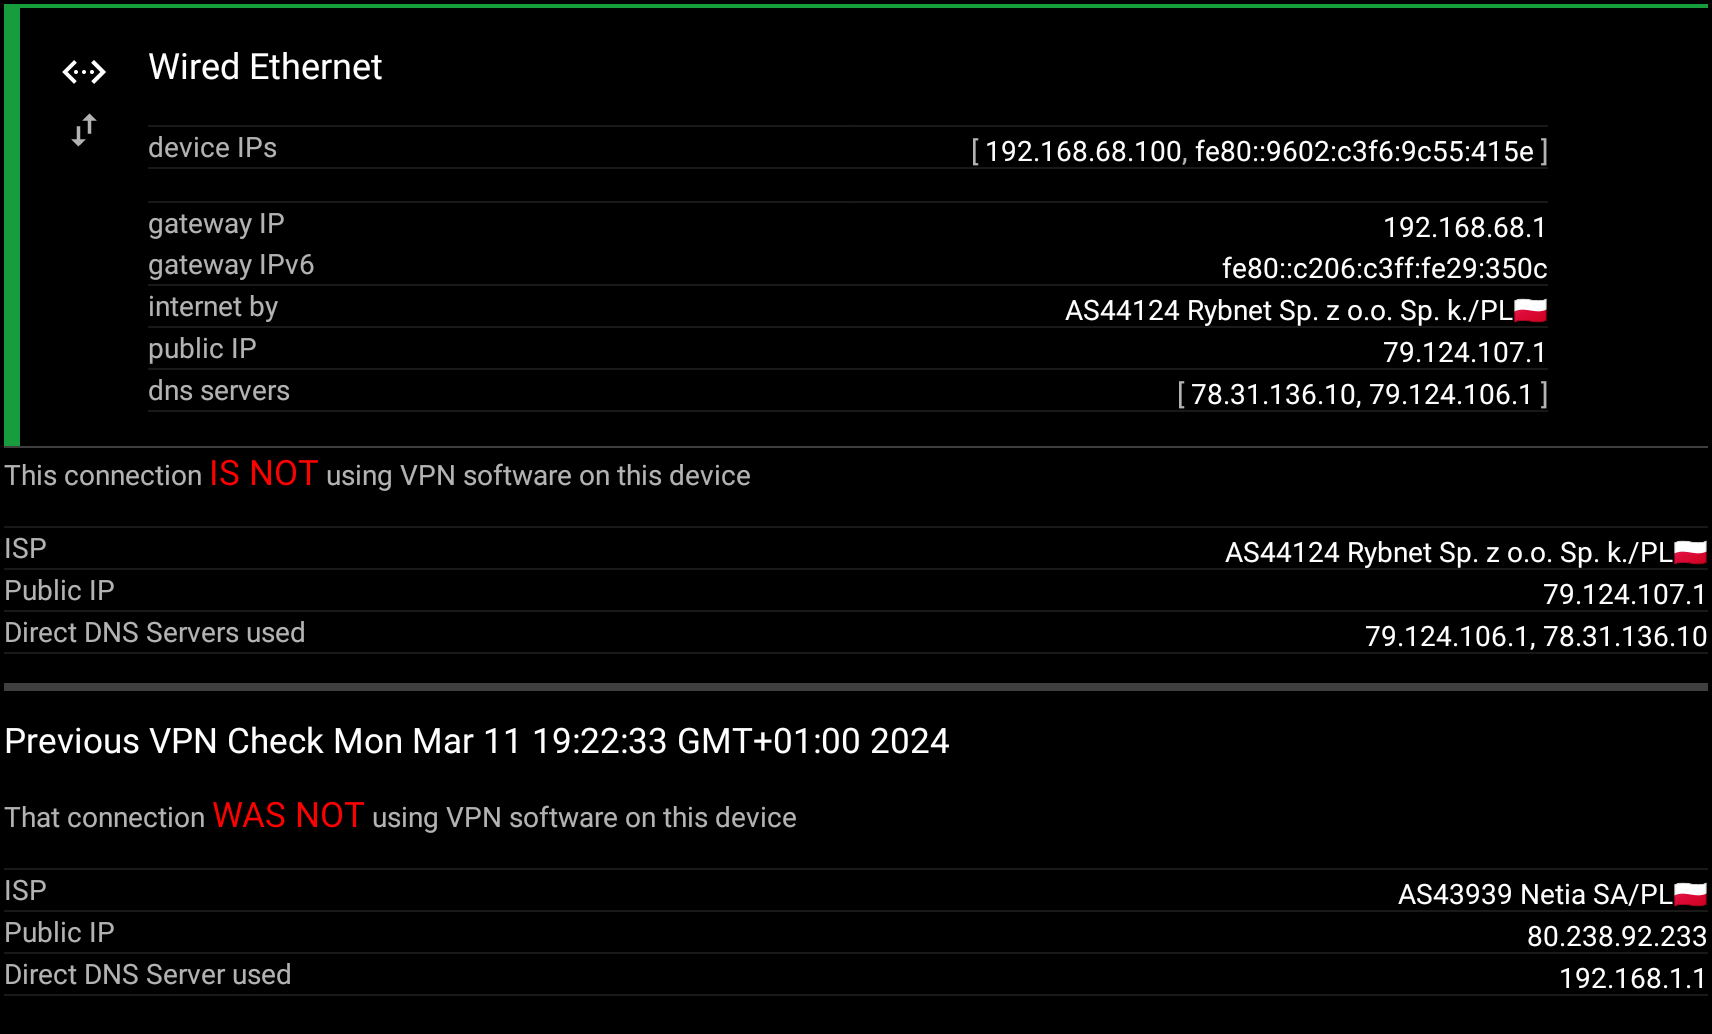 Wired Ethernet
device IPs [ 192.168.68.100, fe80::9602:c3f6:9c55:415e ]
gateway IP 192.168.68.1
gateway IPv6 fe80::c206:c3ff:fe29:350c
internet by AS44124 Rybnet Sp. z o.o. Sp. k./PL🇵🇱
public IP 79.124.107.1
dns servers [ 78.31.136.10, 79.124.106.1 ]
This connection IS NOT using VPN software on this device
ISP AS44124 Rybnet Sp. z o.o. Sp. k./PL🇵🇱
Public IP 79.124.107.1
Direct DNS Servers used 79.124.106.1, 78.31.136.10
Previous VPN Check Mon Mar 11 19:22:33 GMT+01:00 2024
That connection WAS NOT using VPN software on this device
ISP AS43939 Netia SA/PL🇵🇱
Public IP 80.238.92.233
Direct DNS Server used 192.168.1.1